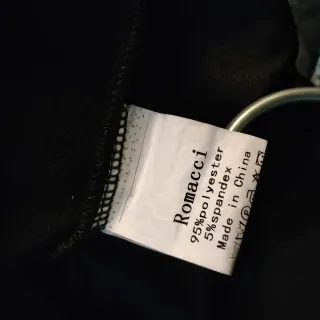 Romacci
95%polyester
5%spandex
Made in China